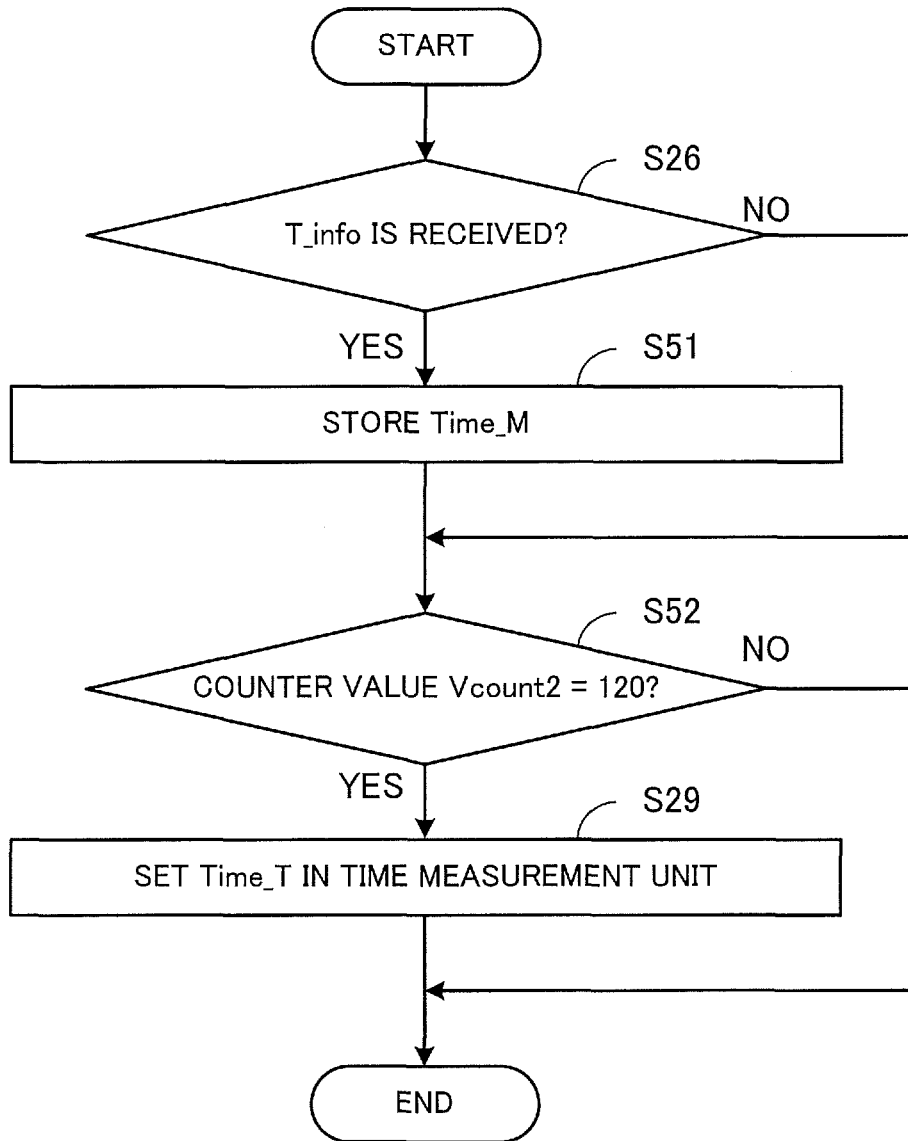 START
S26
T_info IS RECEIVED?
NO
YES
S51
STORE Time_M
S52
COUNTER VALUE Vcount2 = 120?
NO
YES
S29
SET Time_T IN TIME MEASUREMENT UNIT
END